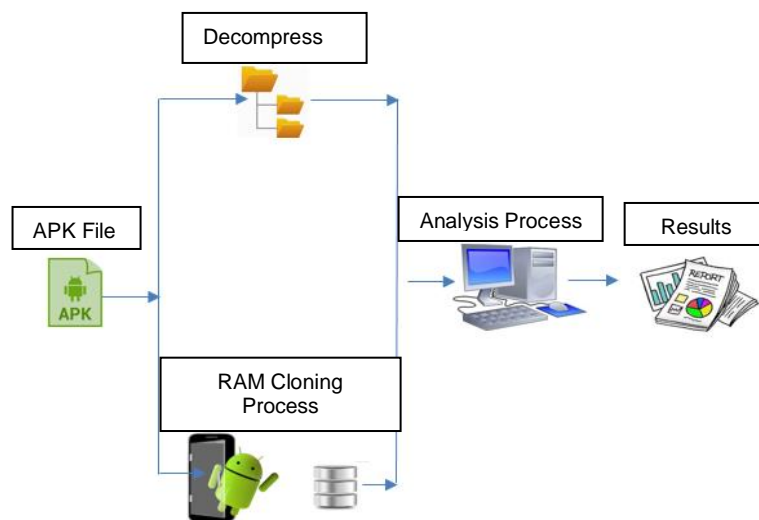 Decompress
APK File
APK
Analysis Process
Results
REPORT
RAM Cloning
Process